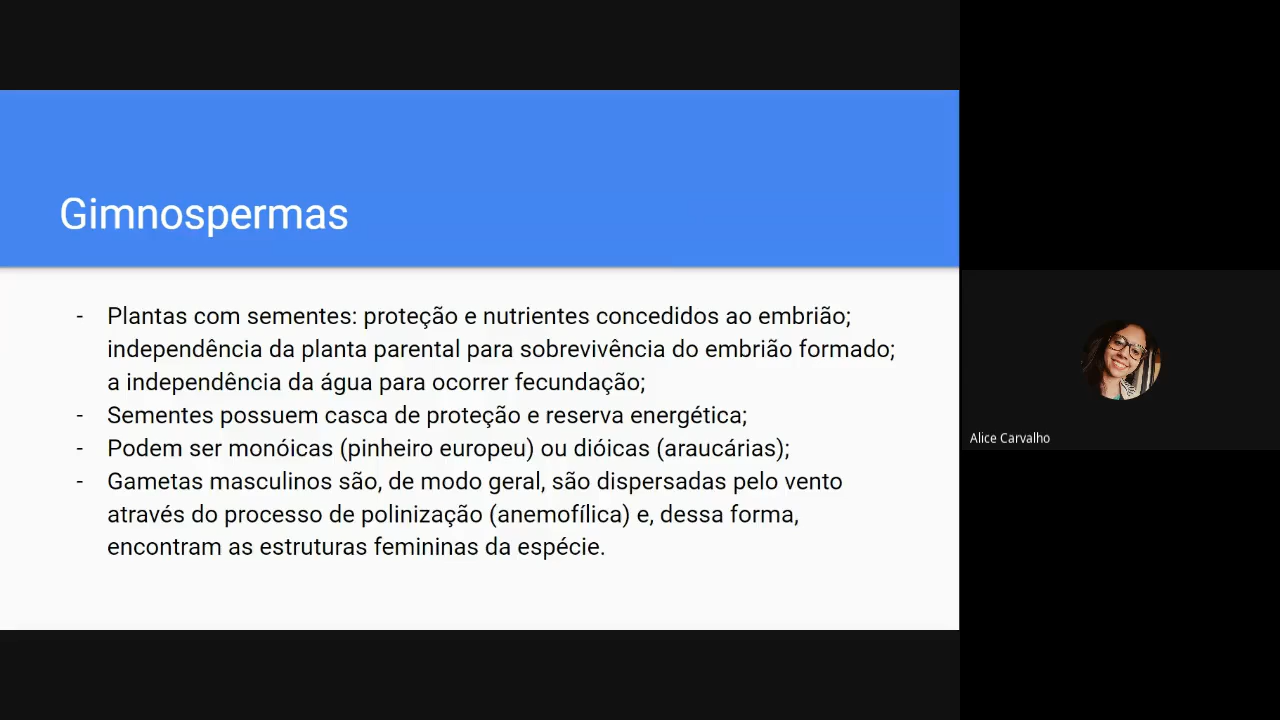 Gimnospermas
- Plantas com sementes: proteção e nutrientes concedidos ao embrião;
independência da planta parental para sobrevivência do embrião formado;
a independência da água para ocorrer fecundação;
- Sementes possuem casca de proteção e reserva energética;
- Podem ser monóicas (pinheiro europeu) ou dióicas (araucárias);
- Gametas masculinos são, de modo geral, são dispersadas pelo vento
através do processo de polinização (anemofílica) e, dessa forma,
encontram as estruturas femininas da espécie.
Alice Carvalho